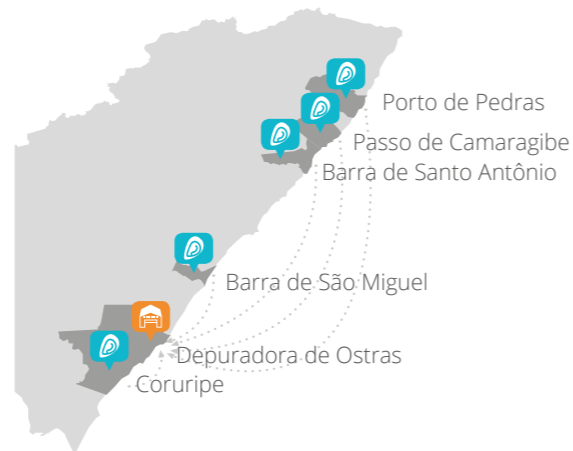 Porto de Pedras
Passo de Camaragibe
Barra de Santo Antônio
Barra de São Miguel
Depuradora de Ostras
Coruripe